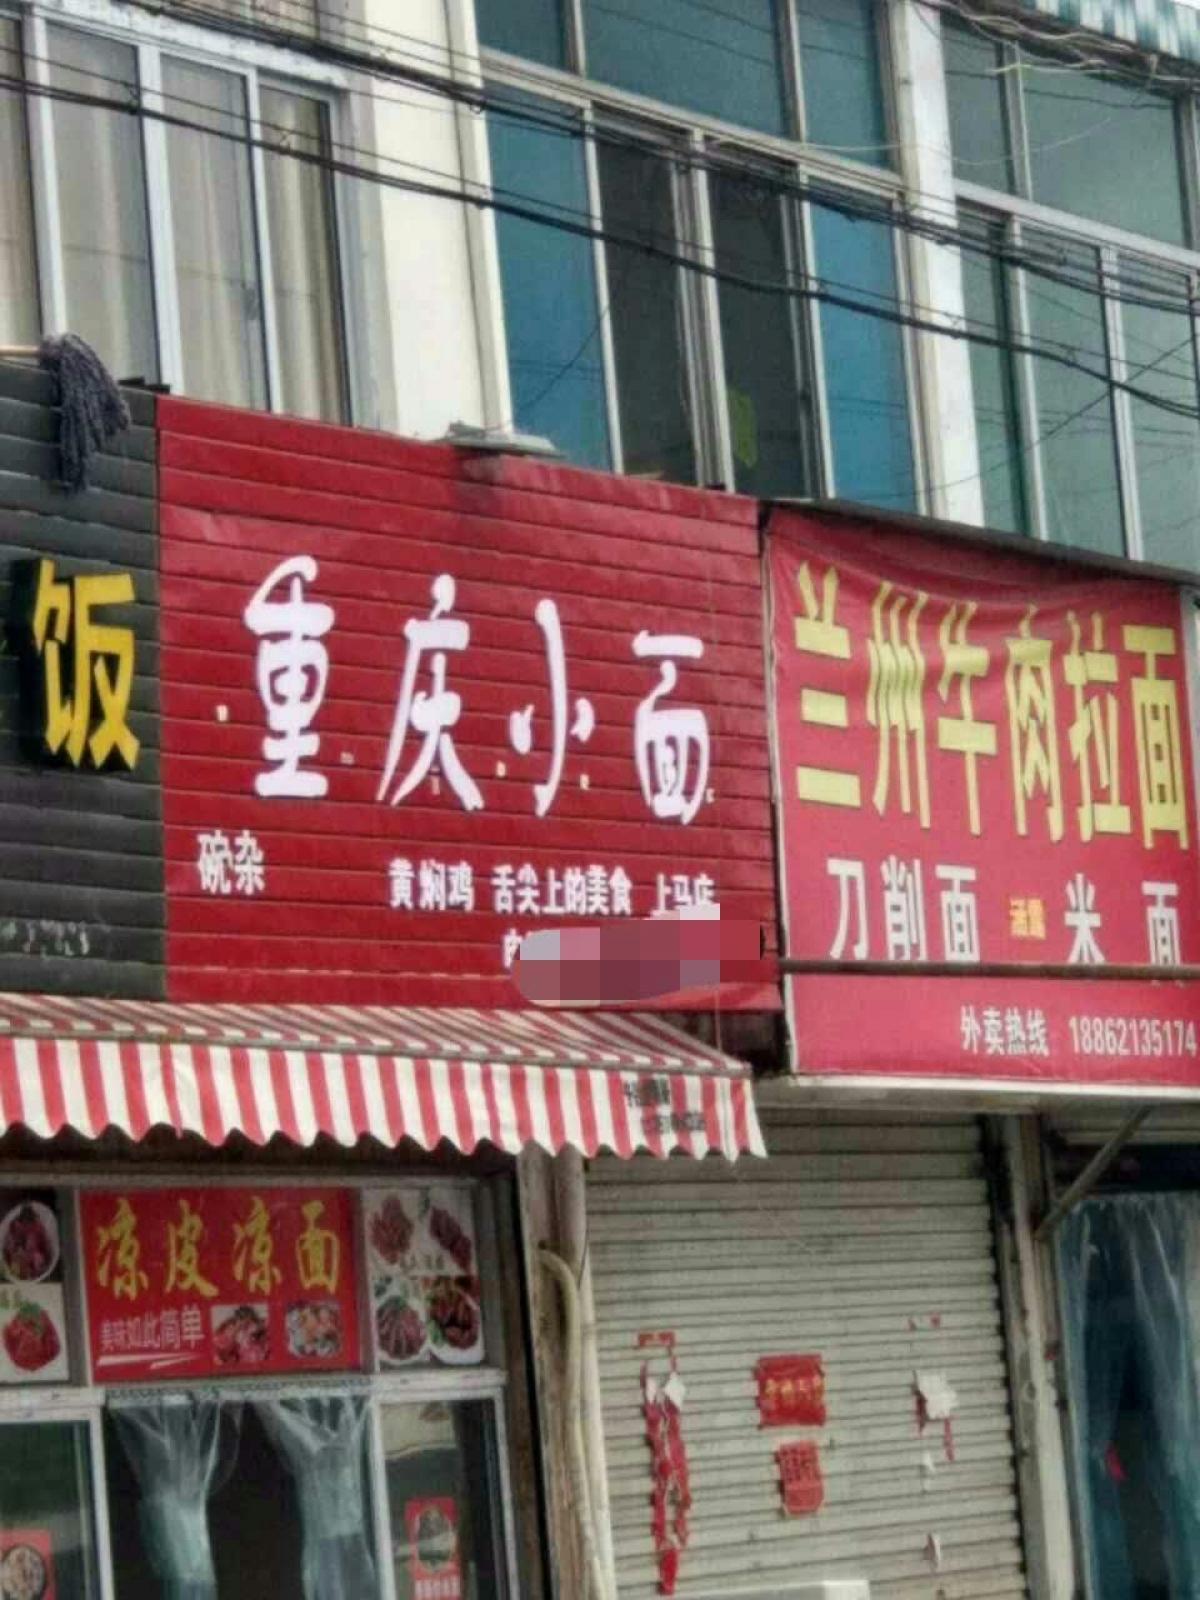 饭
重庆小面
碗杂
黄焖鸡 舌尖上的美食 上马店
兰州牛肉拉面
刀削面 米 面
外卖热线 18862135174
凉皮凉面
美味如此简单